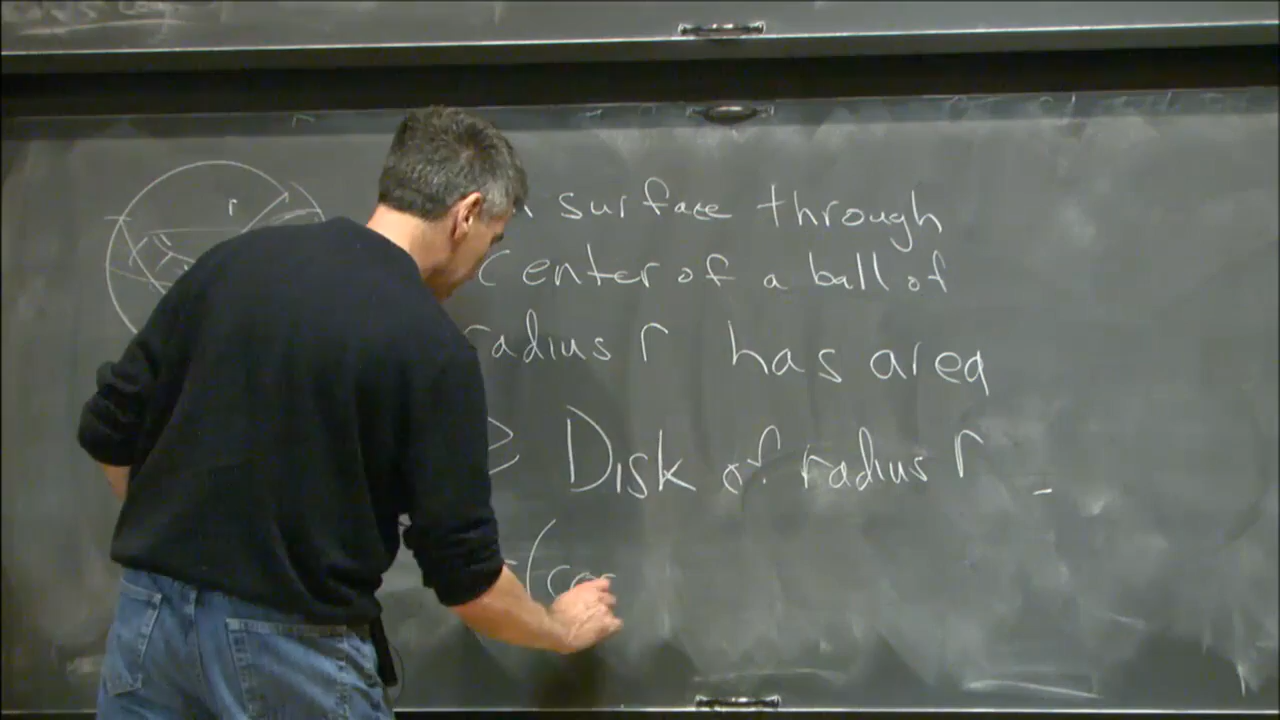 r
surface through
center of a ball of
radius r has area
≥ Disk of radius r